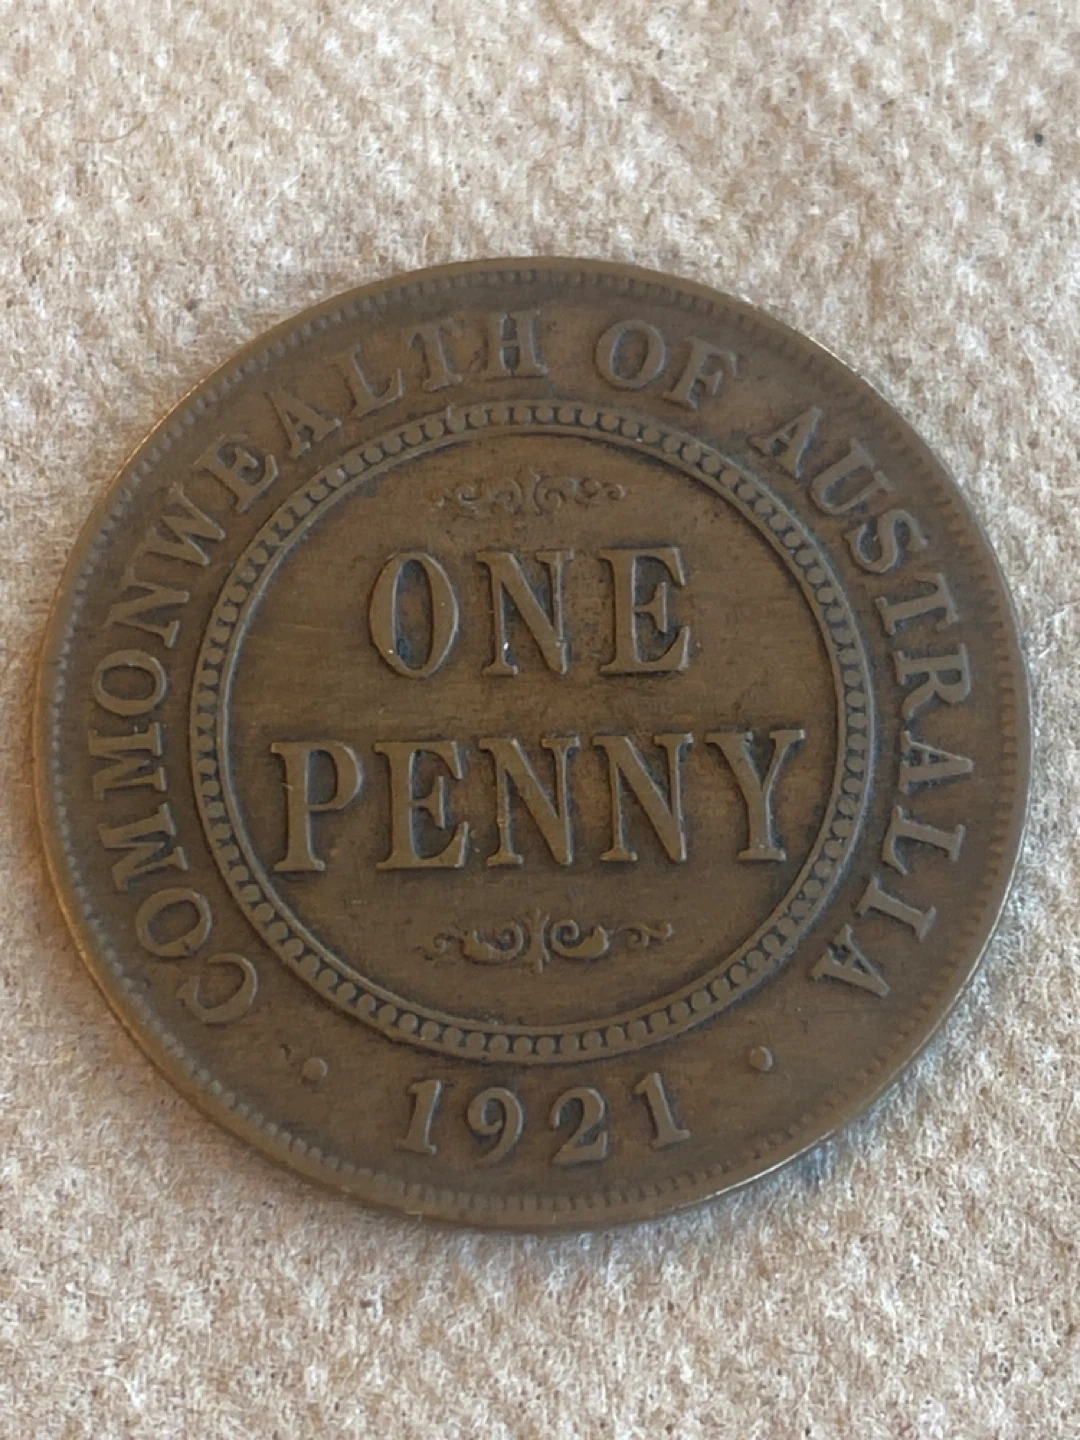 COMMONWEALTH OF AUSTRALIA
ONE
PENNY
· 1921 ·